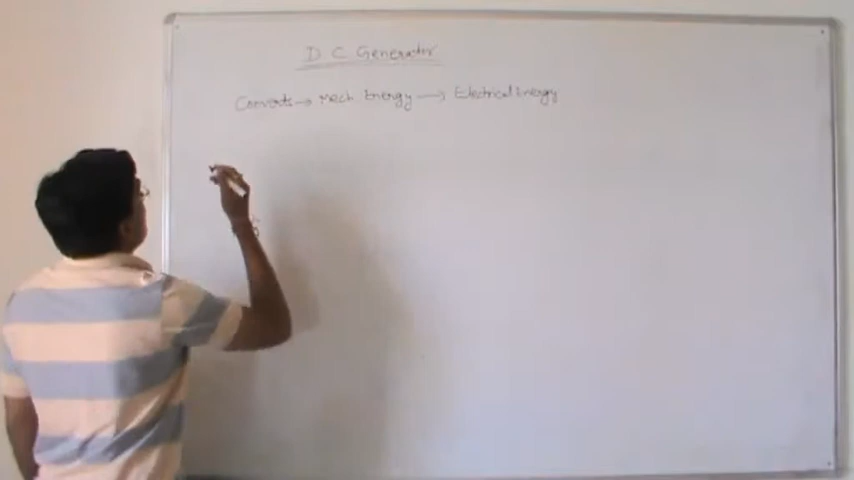 D C Generator
Converts → Mech Energy → Electrical Energy